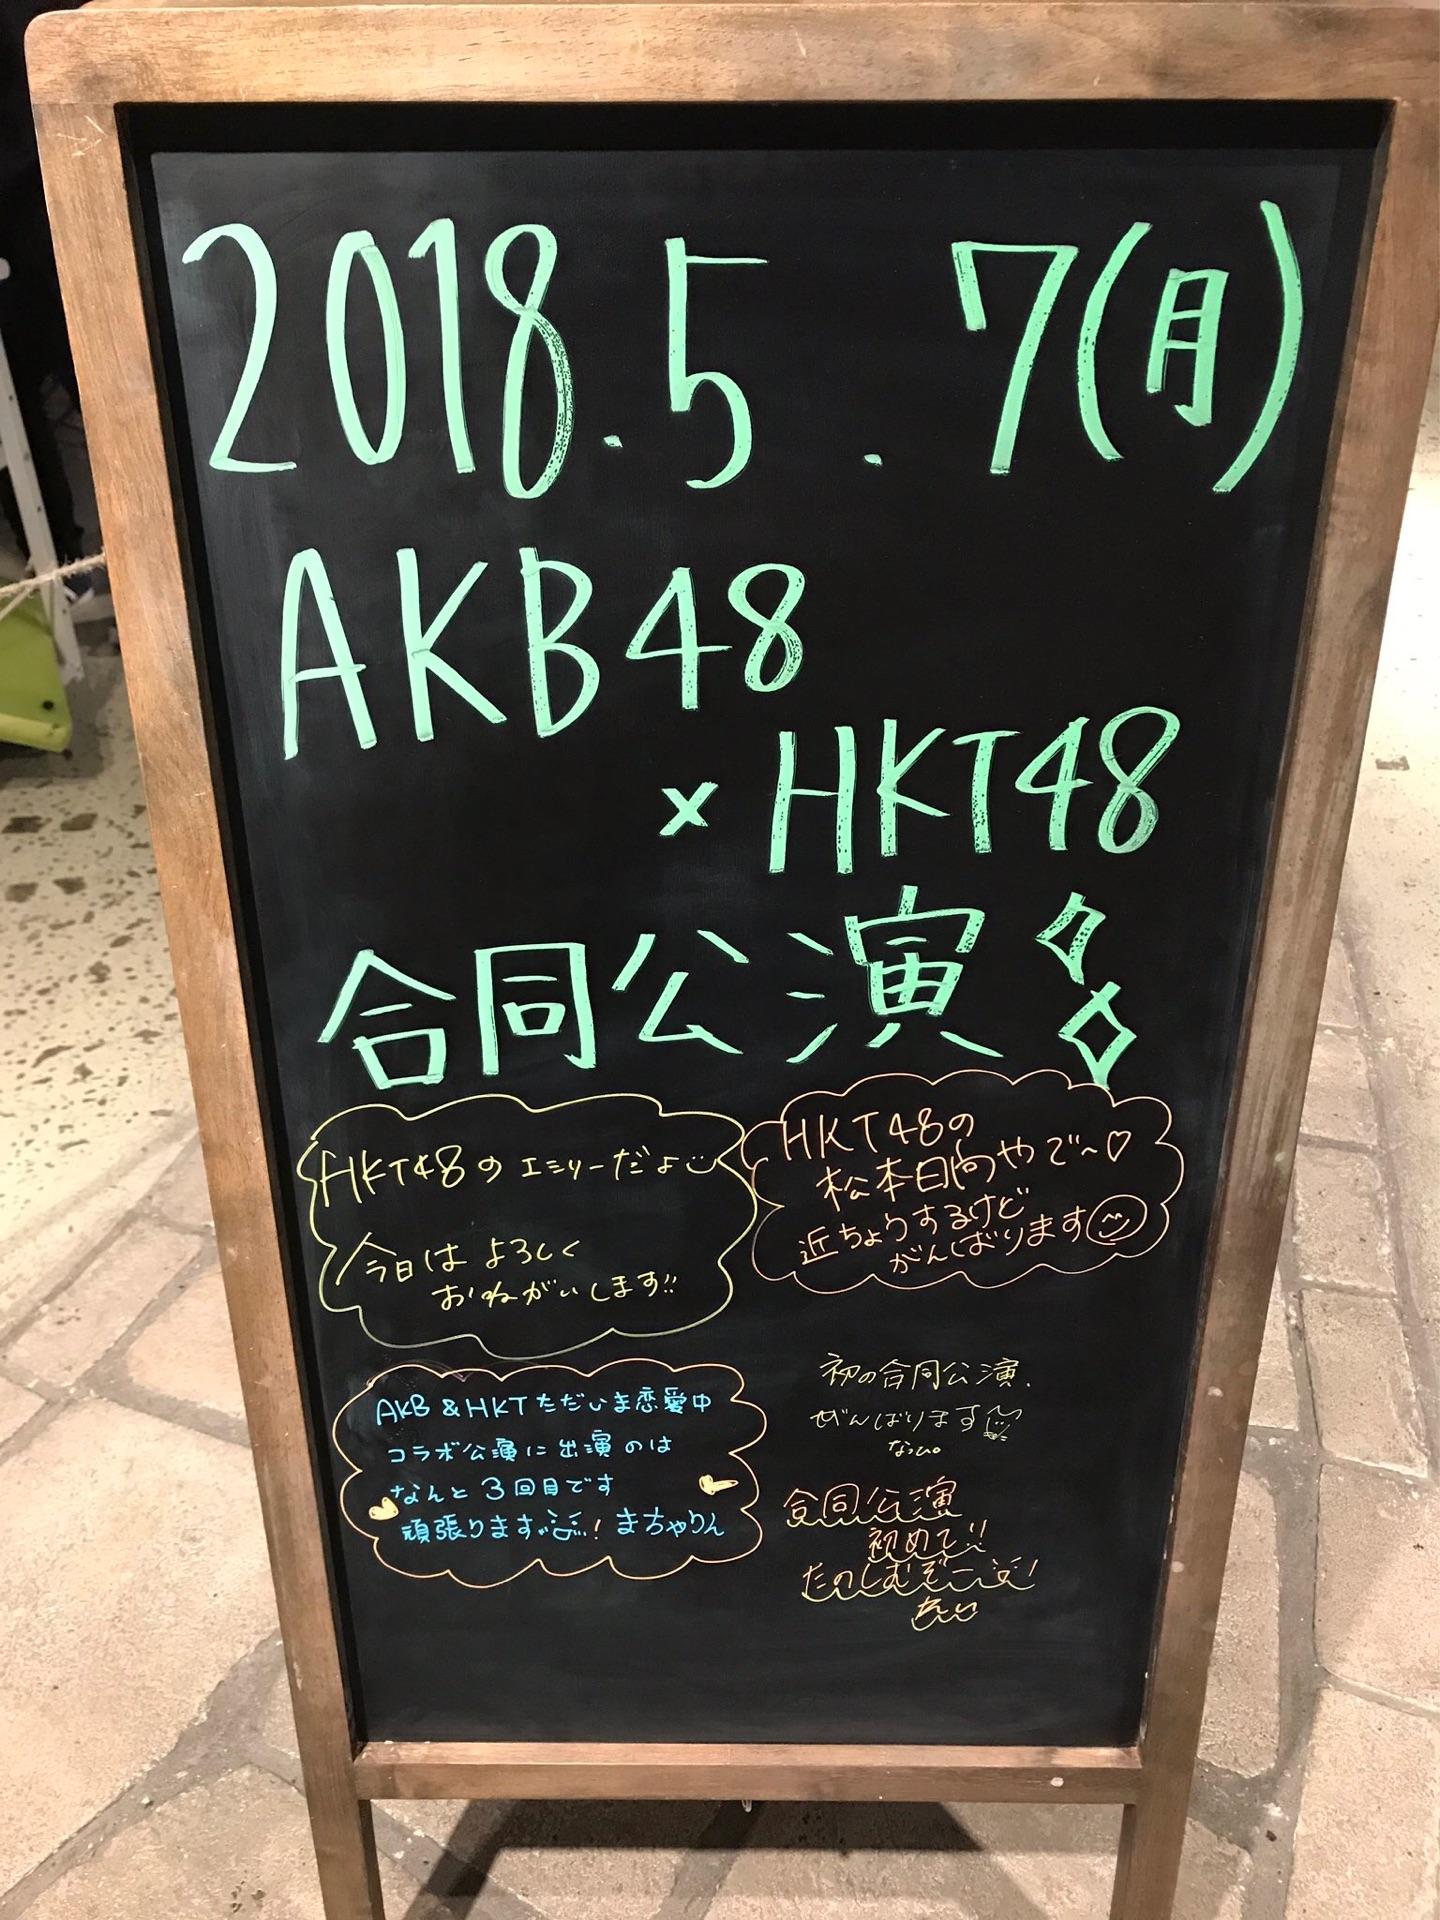 2018.5.7(月)
AKB48
×HKT48
合同公演
HKT48のエミリーだよ
今日はよろしく
おねがいします!!
HKT48の
松本日向やで~♡
近ちょりするけど
がんばります
AKB&HKTただいま恋愛中
コラボ公演に出演のは
なんと3回目です
頑張ります! まちゃりん
初の合同公演、
がんばります
なっぴ。
合同公演
初めて!!
たのしむぞー!